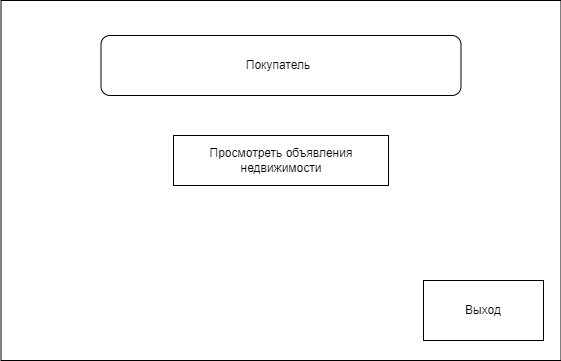 Покупатель
Просмотреть объявления
недвижимости
Выход